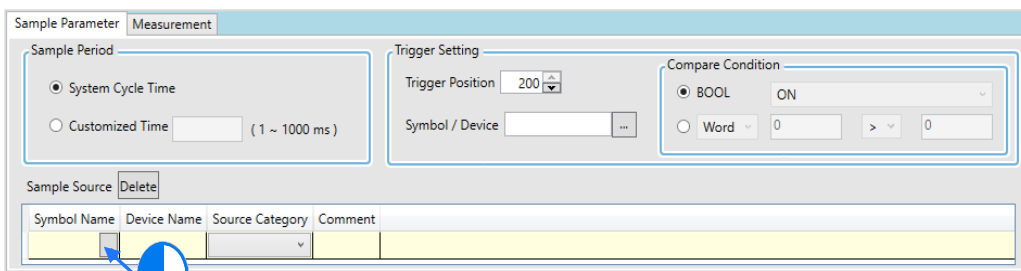 Sample Parameter Measurement
Sample Period
System Cycle Time
Customized Time ( 1 ~ 1000 ms )
Trigger Setting
Trigger Position 200
Symbol / Device ...
Compare Condition
BOOL ON
Word 0 > 0
Sample Source Delete
Symbol Name Device Name Source Category Comment